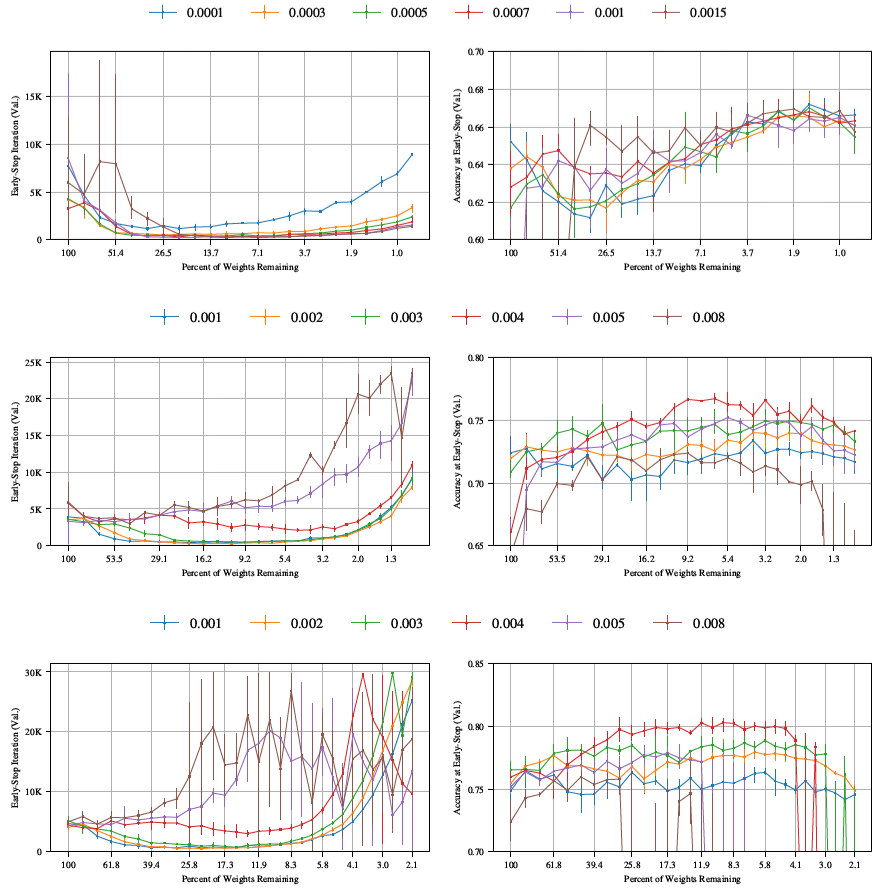 0.0001 0.0003 0.0005 0.0007 0.001 0.0015
Early-Stop Iteration (Val.)
15K
10K
5K
0
100 51.4 26.5 13.7 7.1 3.7 1.9 1.0
Percent of Weights Remaining
Accuracy at Early-Stop (Val.)
0.70
0.68
0.66
0.64
0.62
0.60
100 51.4 26.5 13.7 7.1 3.7 1.9 1.0
Percent of Weights Remaining
0.001 0.002 0.003 0.004 0.005 0.008
Early-Stop Iteration (Val.)
25K
20K
15K
10K
5K
0
100 53.5 29.1 16.2 9.2 5.4 3.2 2.0 1.3
Percent of Weights Remaining
Accuracy at Early-Stop (Val.)
0.80
0.75
0.70
0.65
100 53.5 29.1 16.2 9.2 5.4 3.2 2.0 1.3
Percent of Weights Remaining
0.001 0.002 0.003 0.004 0.005 0.008
Early-Stop Iteration (Val.)
30K
20K
10K
0
100 61.8 39.4 25.8 17.3 11.9 8.3 5.8 4.1 3.0 2.1
Percent of Weights Remaining
Accuracy at Early-Stop (Val.)
0.85
0.80
0.75
0.70
100 61.8 39.4 25.8 17.3 11.9 8.3 5.8 4.1 3.0 2.1
Percent of Weights Remaining